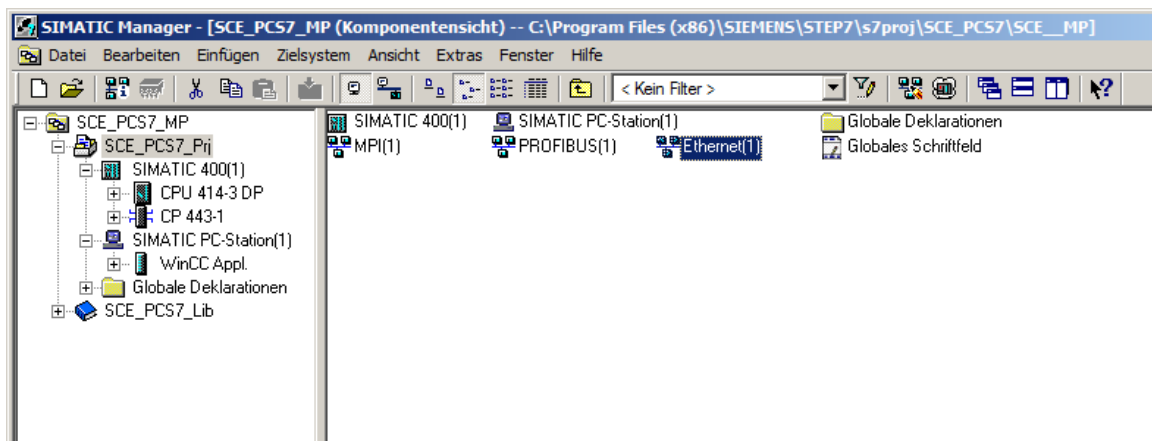 SIMATIC Manager - [SCE_PCS7_MP (Komponentensicht) -- C:\Program Files (x86)\SIEMENS\STEP7\s7proj\SCE_PCS7\SCE__MP]
Datei Bearbeiten Einfügen Zielsystem Ansicht Extras Fenster Hilfe
< Kein Filter >
SCE_PCS7_MP
SCE_PCS7_Prj
SIMATIC 400(1)
CPU 414-3 DP
CP 443-1
SIMATIC PC-Station(1)
WinCC Appl.
Globale Deklarationen
SCE_PCS7_Lib
SIMATIC 400(1) SIMATIC PC-Station(1) Globale Deklarationen
MPI(1) PROFIBUS(1) Ethernet(1) Globales Schriftfeld